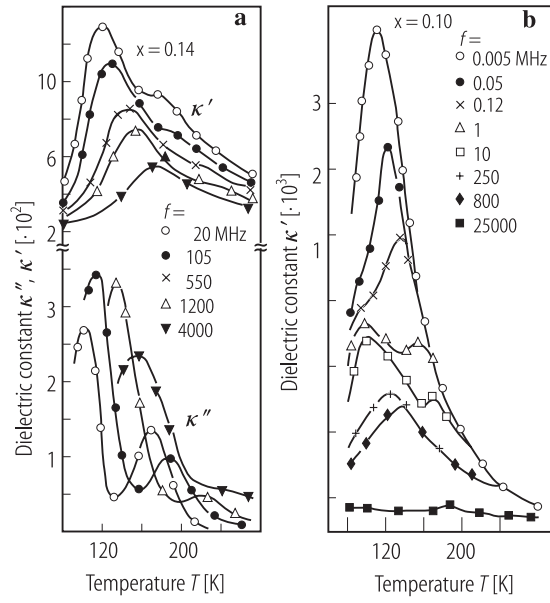 a
x = 0.14
10
6
2
κ′
f =
20 MHz
105
550
1200
4000
3
2
1
κ″
Dielectric constant κ″, κ′ [·10²]
120
200
Temperature T [K]
b
x = 0.10
f =
0.005 MHz
0.05
0.12
1
10
250
800
25000
3
2
1
Dielectric constant κ′ [·10³]
120
200
Temperature T [K]